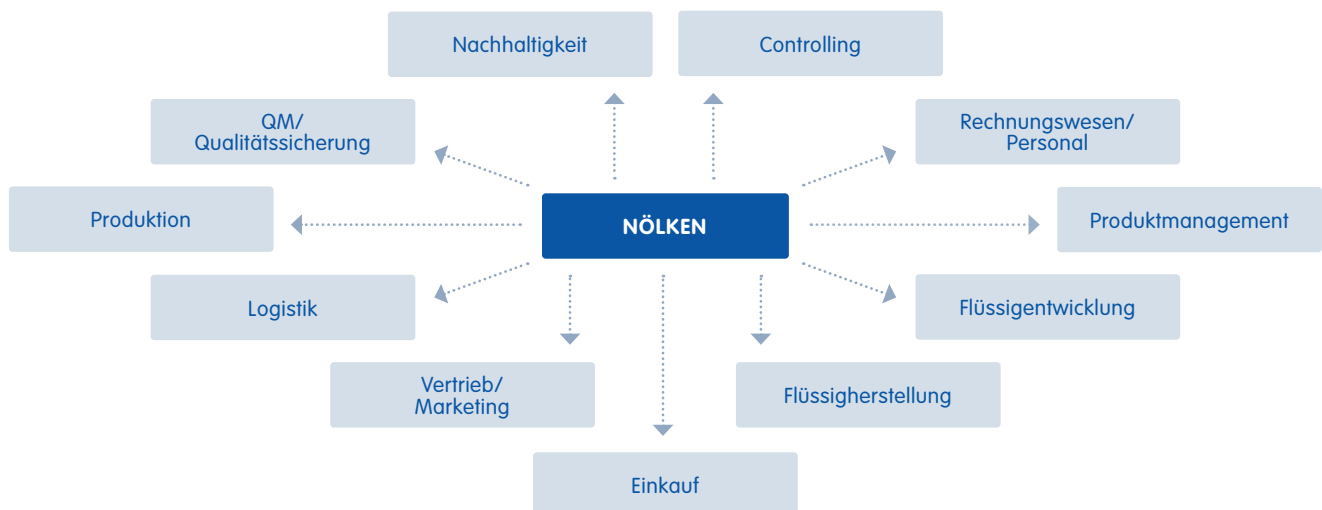 Nachhaltigkeit
Controlling
QM/
Qualitätssicherung
Rechnungswesen/
Personal
Produktion
NÖLKEN
Produktmanagement
Logistik
Flüssigentwicklung
Vertrieb/
Marketing
Flüssigherstellung
Einkauf